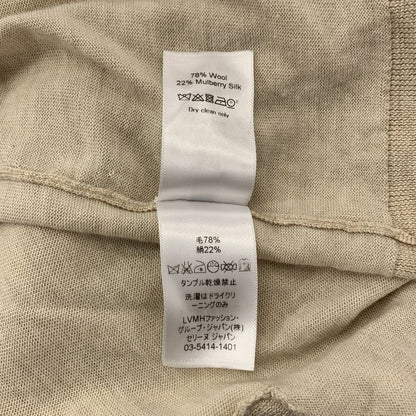 78% Wool
22% Mulberry Silk
Dry clean only
毛78%
絹22%
タンブル乾燥禁止
洗濯はドライクリ
ーニングのみ
LVMHファッション・
グループ・ジャパン(株)
セリーヌ ジャパン
03-5414-1401